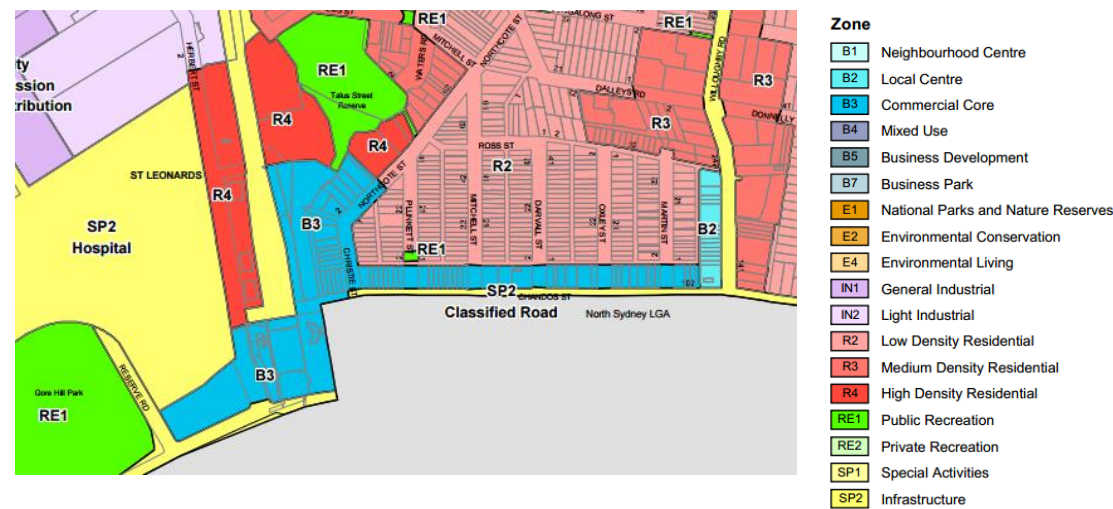 RE1
RE1
MITCHELL ST
NORTHCOTE ST
WATERS RD
WILLOUGHBY RD
HERBERT ST
2
RE1
Talus Street
Reserve
R3
DALLEYS RD
DONNELLY
R4
R4
R3
ROSS ST
ST LEONARDS
R2
R4
NORTHCOTE ST
SP2
Hospital
B3
PLUNKETT ST
MITCHELL ST
DARVALL ST
OXLEY ST
MARTIN ST
B2
RE1
CHRISTIE ST
SP2
CHANDOS ST
Classified Road
North Sydney LGA
B3
Gore Hill Park
RE1
RESERVE RD
Zone
B1 Neighbourhood Centre
B2 Local Centre
B3 Commercial Core
B4 Mixed Use
B5 Business Development
B7 Business Park
E1 National Parks and Nature Reserves
E2 Environmental Conservation
E4 Environmental Living
IN1 General Industrial
IN2 Light Industrial
R2 Low Density Residential
R3 Medium Density Residential
R4 High Density Residential
RE1 Public Recreation
RE2 Private Recreation
SP1 Special Activities
SP2 Infrastructure